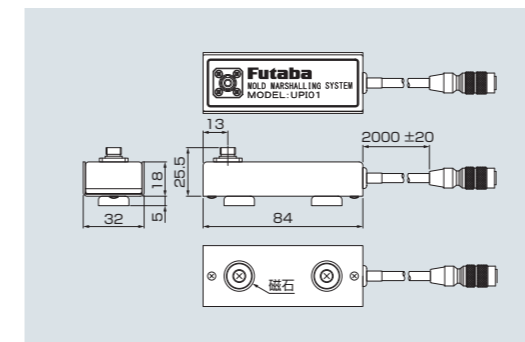 Futaba
MOLD MARSHALLING SYSTEM
MODEL:UPI01
13
2000 ±20
25.5
18
5
32
84
磁石